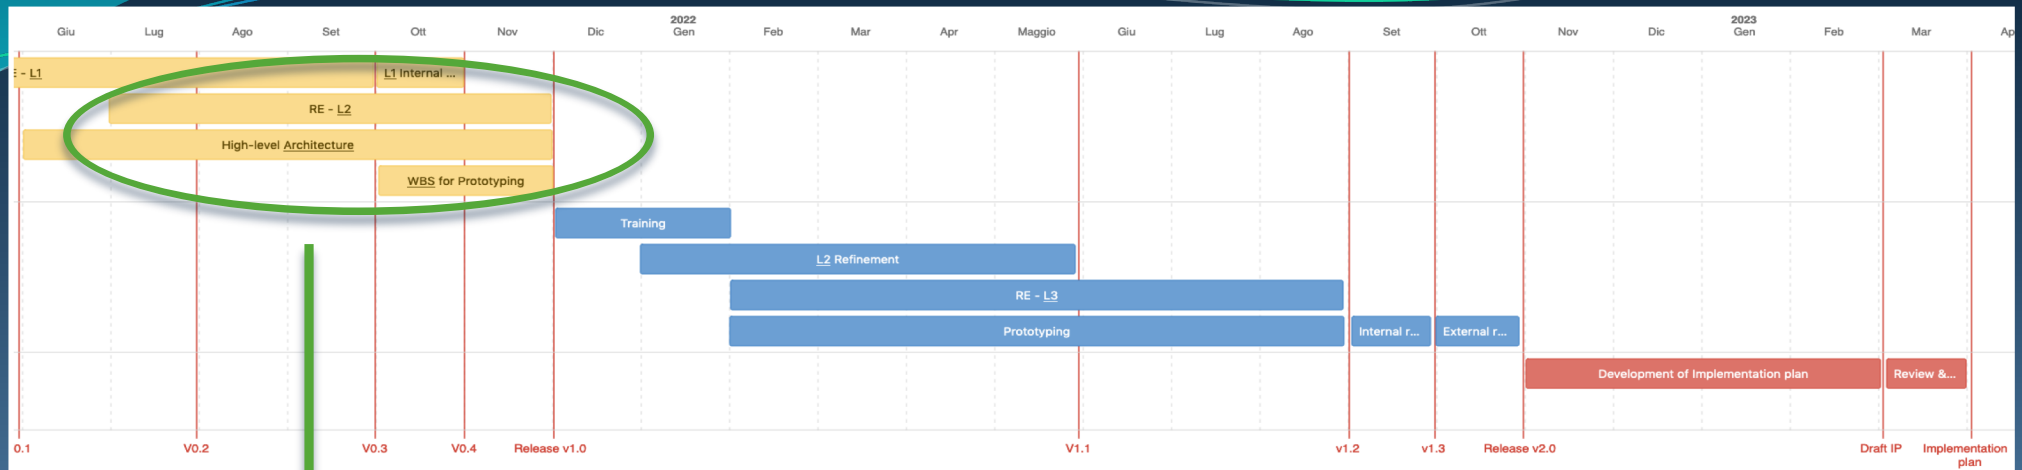 2022
2023
Giu Lug Ago Set Ott Nov Dic Gen Feb Mar Apr Maggio Giu Lug Ago Set Ott Nov Dic Gen Feb Mar Ap
E - L1
L1 Internal ...
RE - L2
High-level Architecture
WBS for Prototyping
Training
L2 Refinement
RE - L3
Prototyping
Internal r...
External r...
Development of Implementation plan
Review &...
0.1 V0.2 V0.3 V0.4 Release v1.0 V1.1 v1.2 v1.3 Release v2.0 Draft IP Implementation
plan